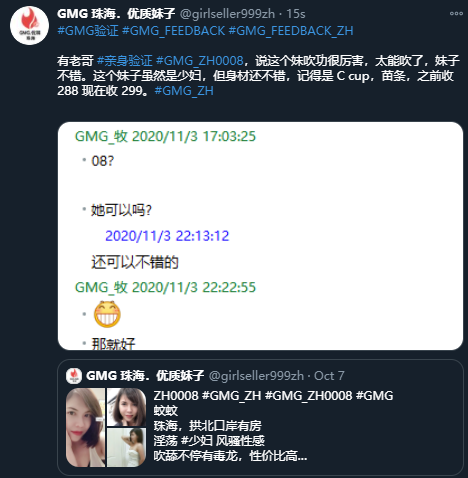 GMG 珠海．优质妹子 @girlseller999zh · 15s
#GMG验证 #GMG_FEEDBACK #GMG_FEEDBACK_ZH
有老哥 #亲身验证 #GMG_ZH0008，说这个妹吹功很厉害，太能吹了，妹子
不错。这个妹子虽然是少妇，但身材还不错，记得是 C cup，苗条，之前收
288 现在收 299。#GMG_ZH
GMG_牧 2020/11/3 17:03:25
08?
她可以吗?
2020/11/3 22:13:12
还可以不错的
GMG_牧 2020/11/3 22:22:55
😁
那就好
GMG 珠海．优质妹子 @girlseller999zh · Oct 7
ZH0008 #GMG_ZH #GMG_ZH0008 #GMG
蛟蛟
珠海，拱北口岸有房
淫荡 #少妇 风骚性感
吹舔不停有毒龙，性价比高...